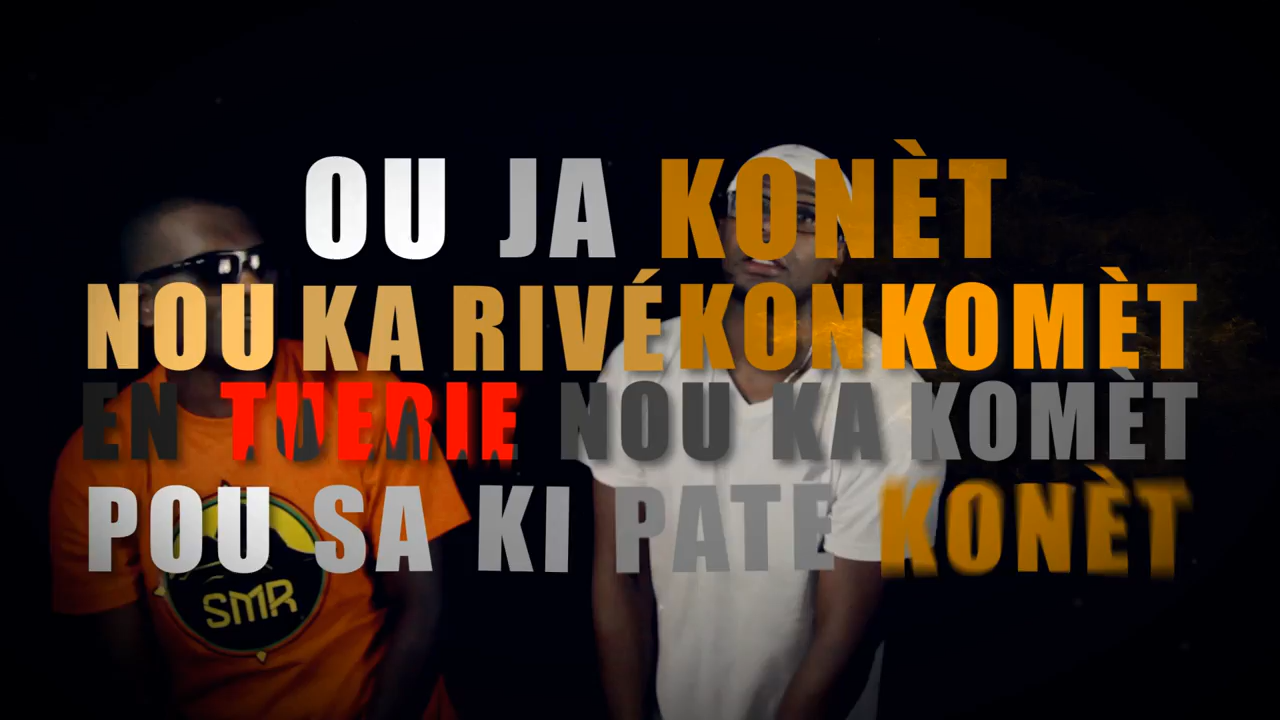 OU JA KONÈT
NOU KA RIVÉ KON KOMÈT
EN TUERIE NOU KA KOMÈT
POU SA KI PATE KONÈT
SMR